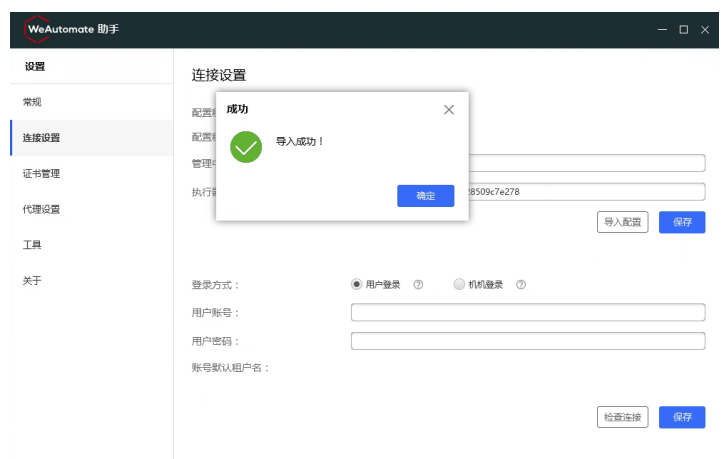 WeAutomate 助手
设置
常规
连接设置
证书管理
代理设置
工具
关于
连接设置
成功
导入成功！
确定
配置
配置
管理
执行
28509c7e278
导入配置
保存
登录方式：
用户登录
机机登录
用户账号：
用户密码：
账号默认租户名：
检查连接
保存